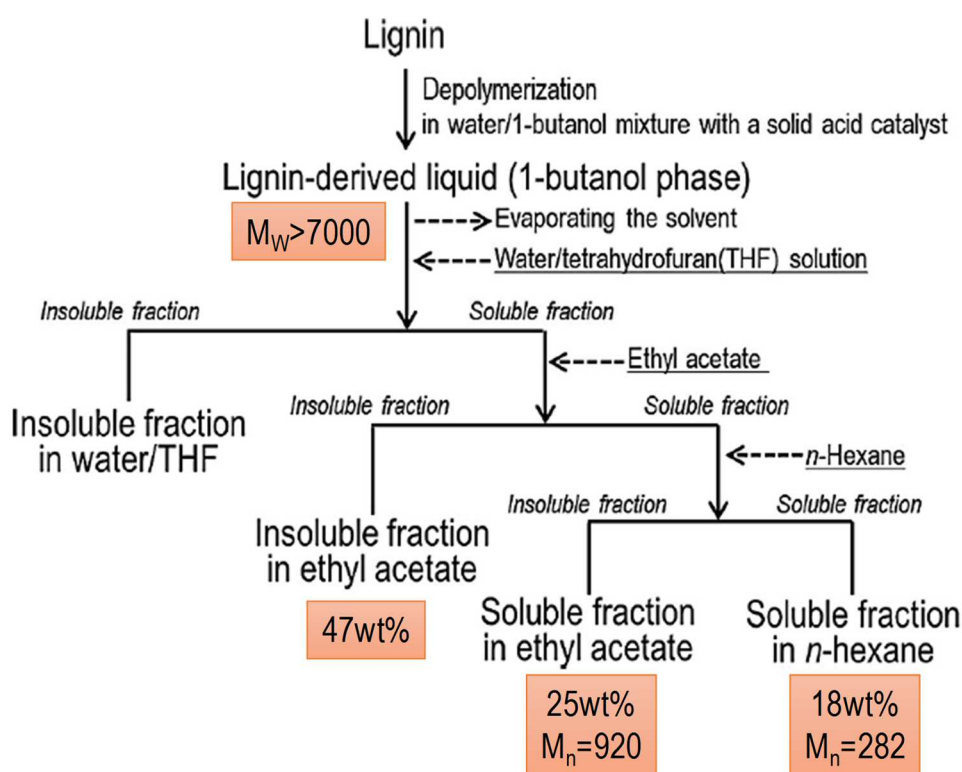 Lignin
Depolymerization
in water/1-butanol mixture with a solid acid catalyst
Lignin-derived liquid (1-butanol phase)
M_W>7000
Evaporating the solvent
Water/tetrahydrofuran(THF) solution
Insoluble fraction
Soluble fraction
Ethyl acetate
Insoluble fraction
in water/THF
Insoluble fraction
Soluble fraction
n-Hexane
Insoluble fraction
in ethyl acetate
47wt%
Insoluble fraction
Soluble fraction
Soluble fraction
in ethyl acetate
25wt%
M_n=920
Soluble fraction
in n-hexane
18wt%
M_n=282